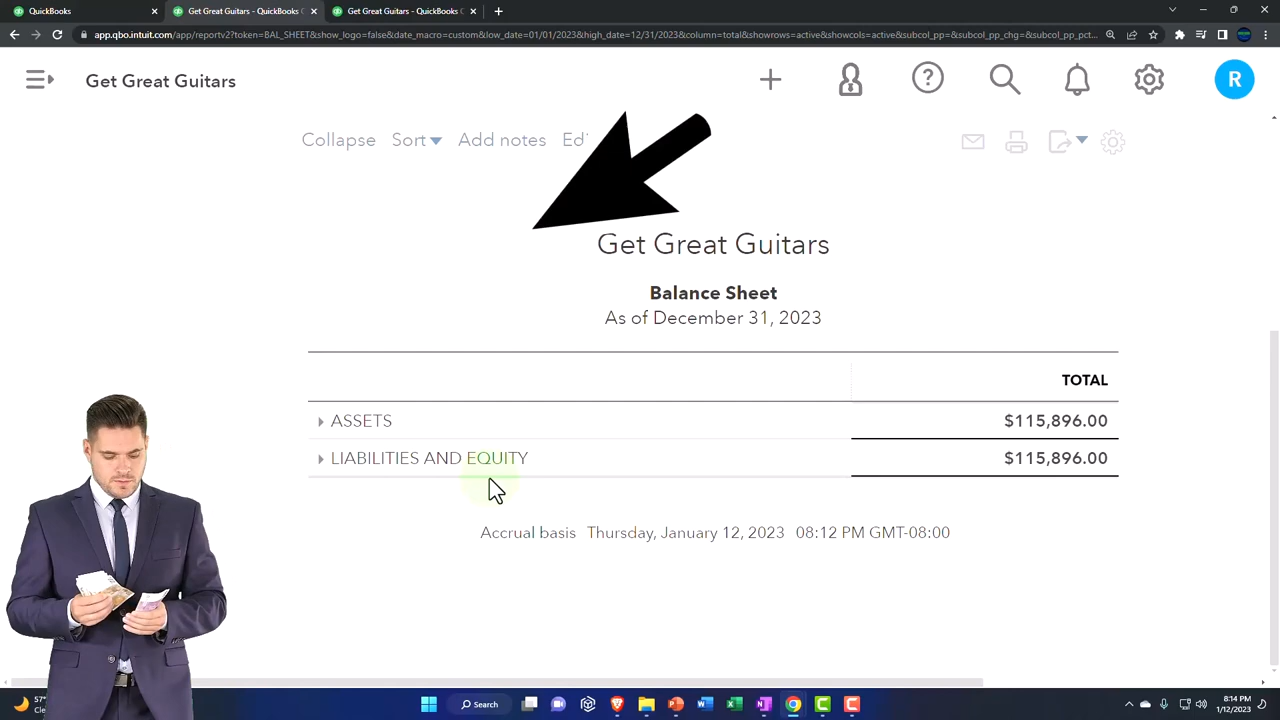 QuickBooks
Get Great Guitars - QuickBooks C
Get Great Guitars - QuickBooks C
app.qbo.intuit.com/app/reportv2?token=BAL_SHEET&show_logo=false&date_macro=custom&low_date=01/01/2023&high_date=12/31/2023&column=total&showrows=active&showcols=active&subcol_pp=&subcol_pp_chg=&subcol_pp_pct...
Get Great Guitars
R
Collapse Sort Add notes Edi
Get Great Guitars
Balance Sheet
As of December 31, 2023
TOTAL
ASSETS $115,896.00
LIABILITIES AND EQUITY $115,896.00
Accrual basis Thursday, January 12, 2023 08:12 PM GMT-08:00
57°
Cle
Search
8:14 PM
1/12/2023